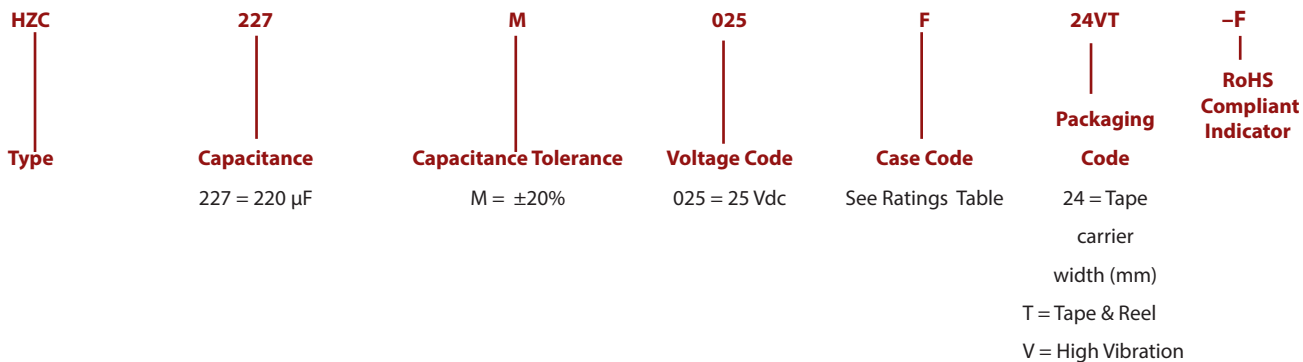 HZC 227 M 025 F 24VT –F
RoHS
Compliant
Indicator
Packaging
Type Capacitance Capacitance Tolerance Voltage Code Case Code Code
227 = 220 µF M = ±20% 025 = 25 Vdc See Ratings Table 24 = Tape
carrier
width (mm)
T = Tape & Reel
V = High Vibration